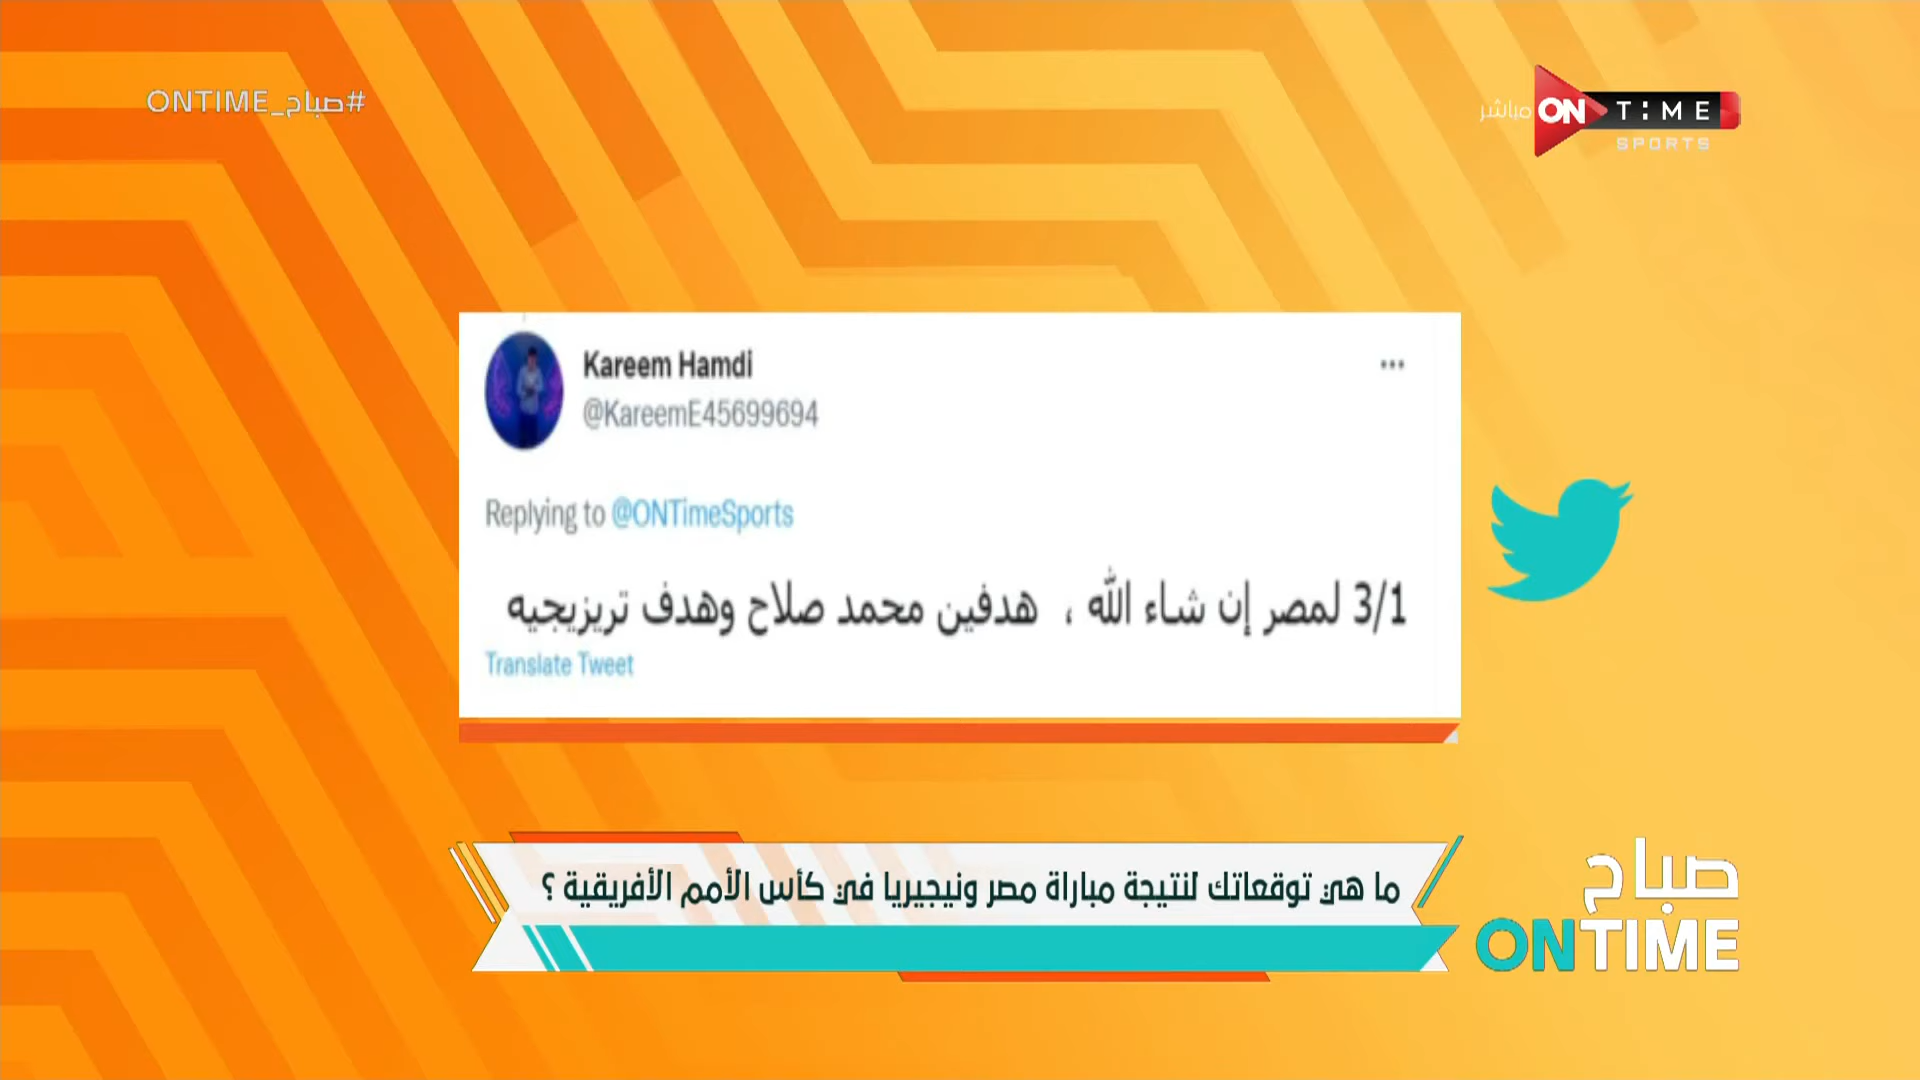 #صباح_ONTIME
مباشر ON TIME
SPORTS
Kareem Hamdi
@KareemE45699694
Replying to @ONTimeSports
3/1 لمصر إن شاء الله ، هدفين محمد صلاح وهدف تريزيجيه
Translate Tweet
ما هي توقعاتك لنتيجة مباراة مصر ونيجيريا في كأس الأمم الأفريقية ؟
صباح
ONTIME